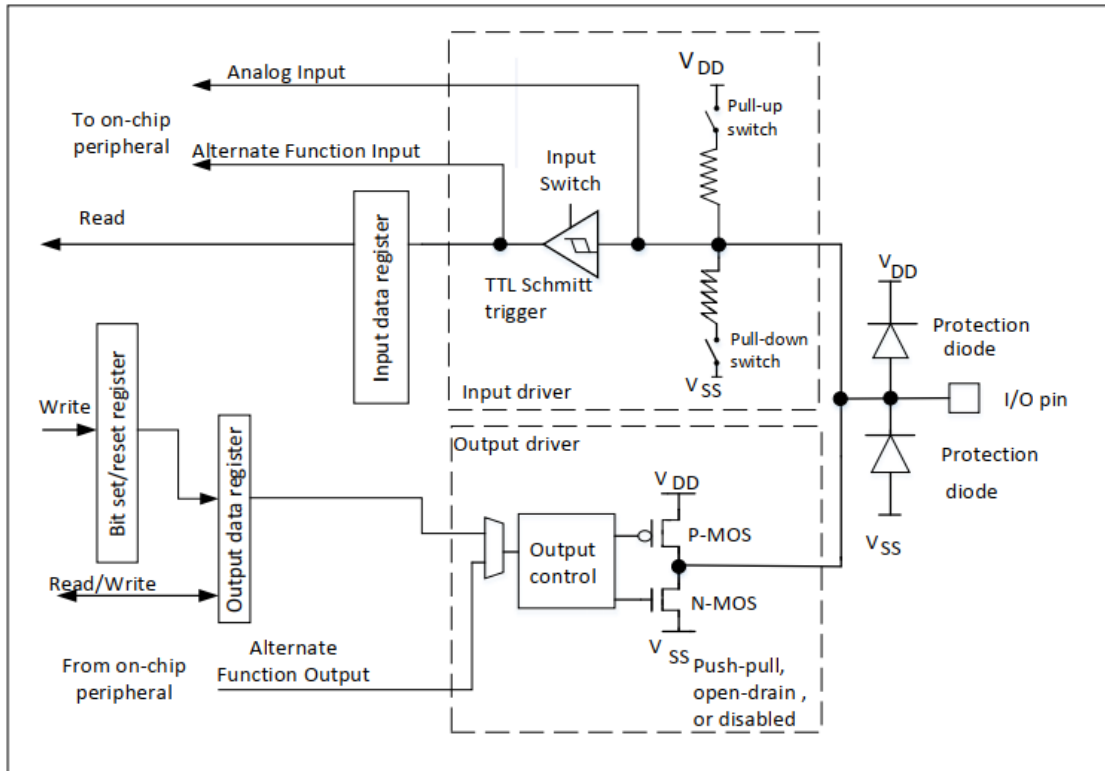 Analog Input
To on-chip
peripheral
Alternate Function Input
Read
Input data register
Input
Switch
TTL Schmitt
trigger
V DD
Pull-up
switch
Pull-down
switch
VSS
Input driver
VDD
Protection
diode
I/O pin
Protection
diode
VSS
Write
Bit set/reset register
Output data register
Read/Write
From on-chip
peripheral
Alternate
Function Output
Output driver
Output
control
V DD
P-MOS
N-MOS
V SS
Push-pull,
open-drain ,
or disabled